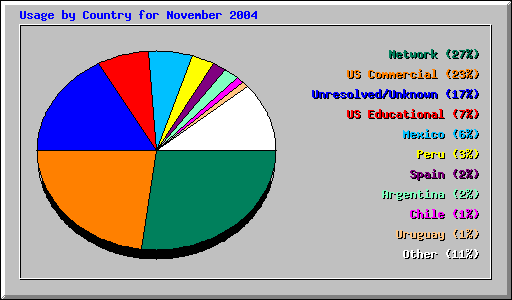 Usage by Country for November 2004
Network (27%)
US Commercial (23%)
Unresolved/Unknown (17%)
US Educational (7%)
Mexico (6%)
Peru (3%)
Spain (2%)
Argentina (2%)
Chile (1%)
Uruguay (1%)
Other (11%)